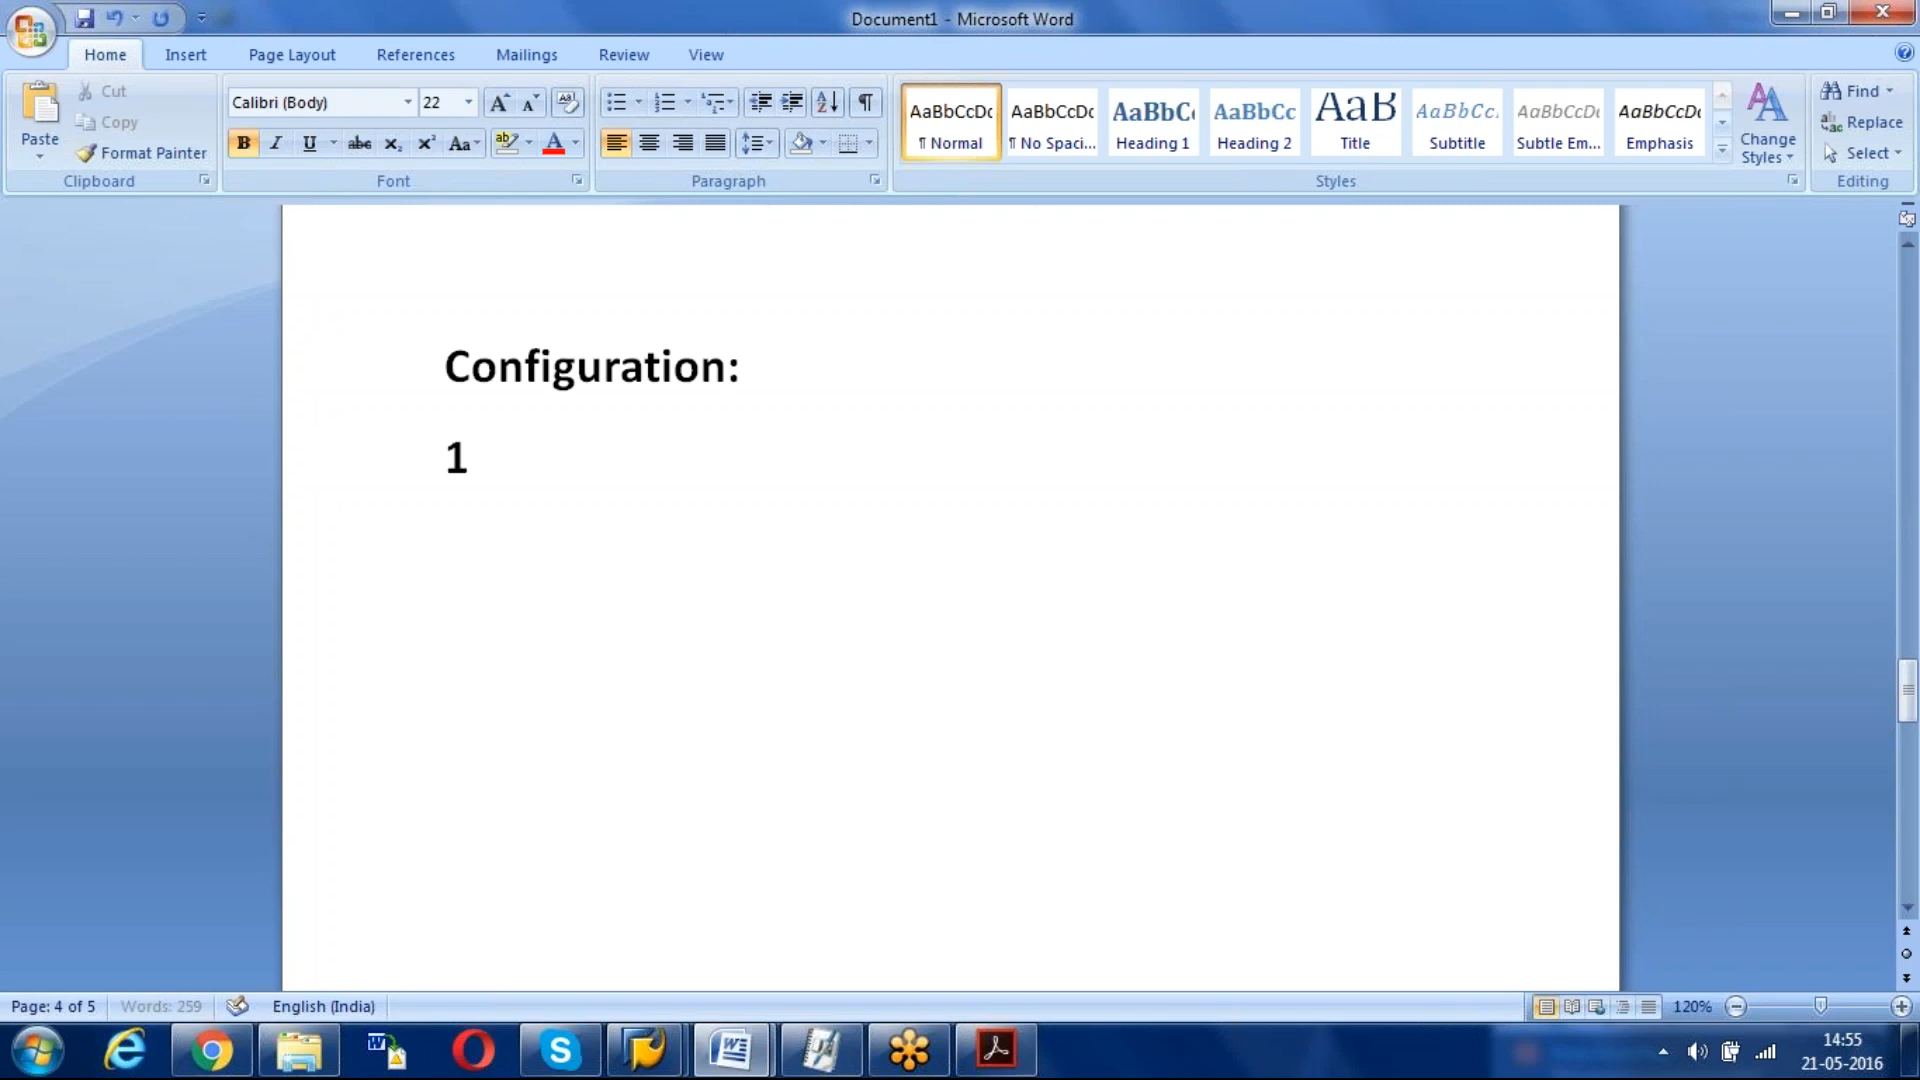 Document1 - Microsoft Word
Home Insert Page Layout References Mailings Review View
Paste
Cut
Copy
Format Painter
Clipboard
Calibri (Body) 22
Font
Paragraph
AaBbCcDc AaBbCcDc AaBbC AaBbCc AaB AaBbCc. AaBbCcDc AaBbCcDc
¶ Normal ¶ No Spaci... Heading 1 Heading 2 Title Subtitle Subtle Em... Emphasis
Change Styles
Styles
Find
Replace
Select
Editing
Configuration:
1
Page: 4 of 5 Words: 259 English (India) 120%
14:55
21-05-2016